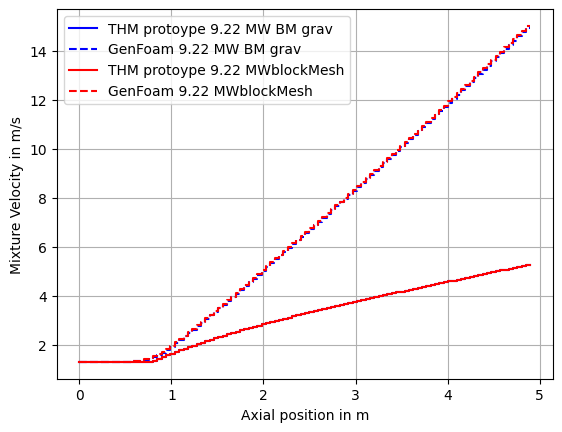 THM protoype 9.22 MW BM grav
GenFoam 9.22 MW BM grav
THM protoype 9.22 MWblockMesh
GenFoam 9.22 MWblockMesh
Mixture Velocity in m/s
14
12
10
8
6
4
2
0
1
2
3
4
5
Axial position in m